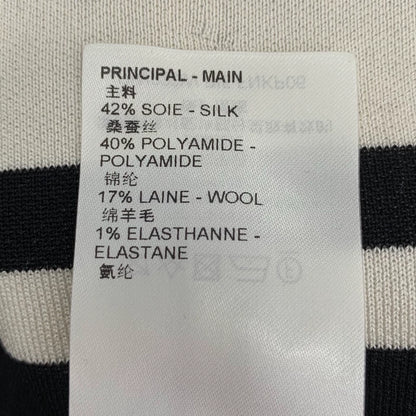 PRINCIPAL - MAIN
主料
42% SOIE - SILK
桑蚕丝
40% POLYAMIDE -
POLYAMIDE
锦纶
17% LAINE - WOOL
绵羊毛
1% ELASTHANNE -
ELASTANE
氨纶